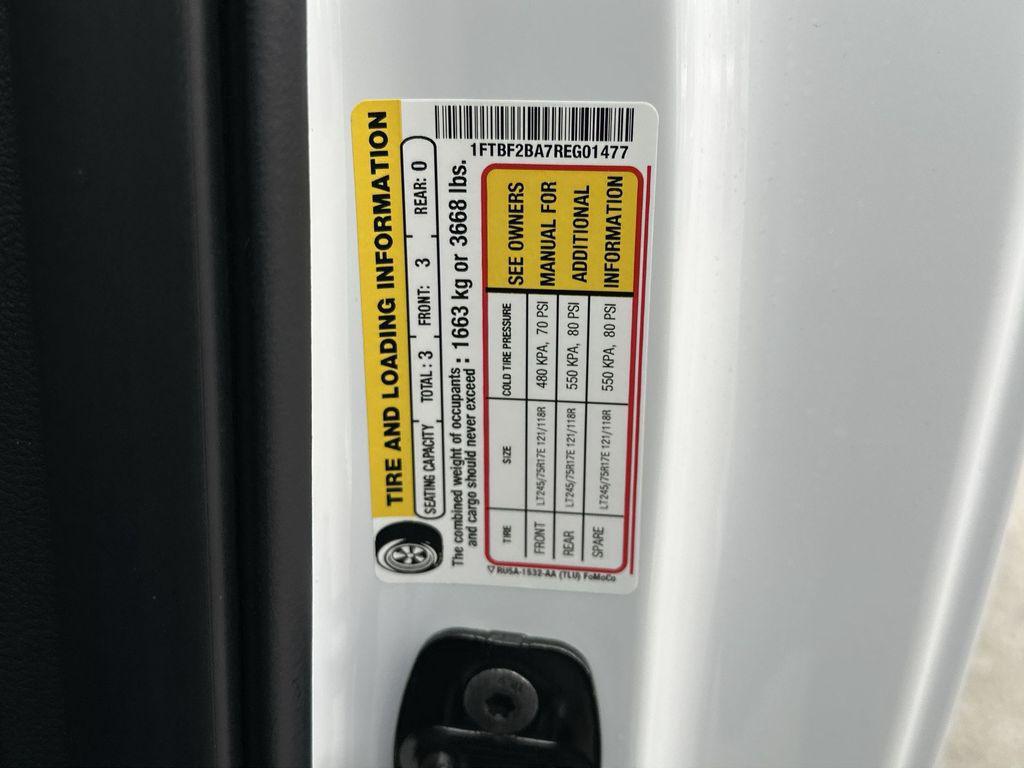 1FTBF2BA7REG01477
TIRE AND LOADING INFORMATION
SEATING CAPACITY TOTAL : 3 FRONT: 3 REAR: 0
The combined weight of occupants : 1663 kg or 3668 lbs.
and cargo should never exceed
TIRE SIZE COLD TIRE PRESSURE
FRONT LT245/75R17E 121/118R 480 KPA, 70 PSI
REAR LT245/75R17E 121/118R 550 KPA, 80 PSI
SPARE LT245/75R17E 121/118R 550 KPA, 80 PSI
SEE OWNERS
MANUAL FOR
ADDITIONAL
INFORMATION
RU5A-1532-AA (TLU) FoMoCo